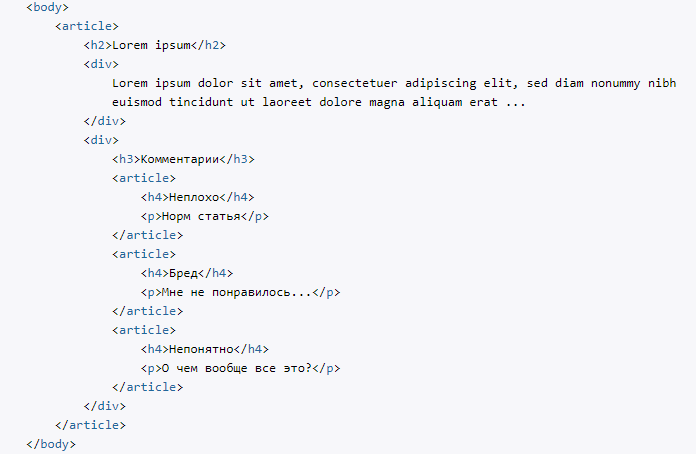 <body>
<article>
<h2>Lorem ipsum</h2>
<div>
Lorem ipsum dolor sit amet, consectetuer adipiscing elit, sed diam nonummy nibh
euismod tincidunt ut laoreet dolore magna aliquam erat ...
</div>
<div>
<h3>Комментарии</h3>
<article>
<h4>Неплохо</h4>
<p>Норм статья</p>
</article>
<article>
<h4>Бред</h4>
<p>Мне не понравилось...</p>
</article>
<article>
<h4>Непонятно</h4>
<p>О чем вообще все это?</p>
</article>
</div>
</article>
</body>